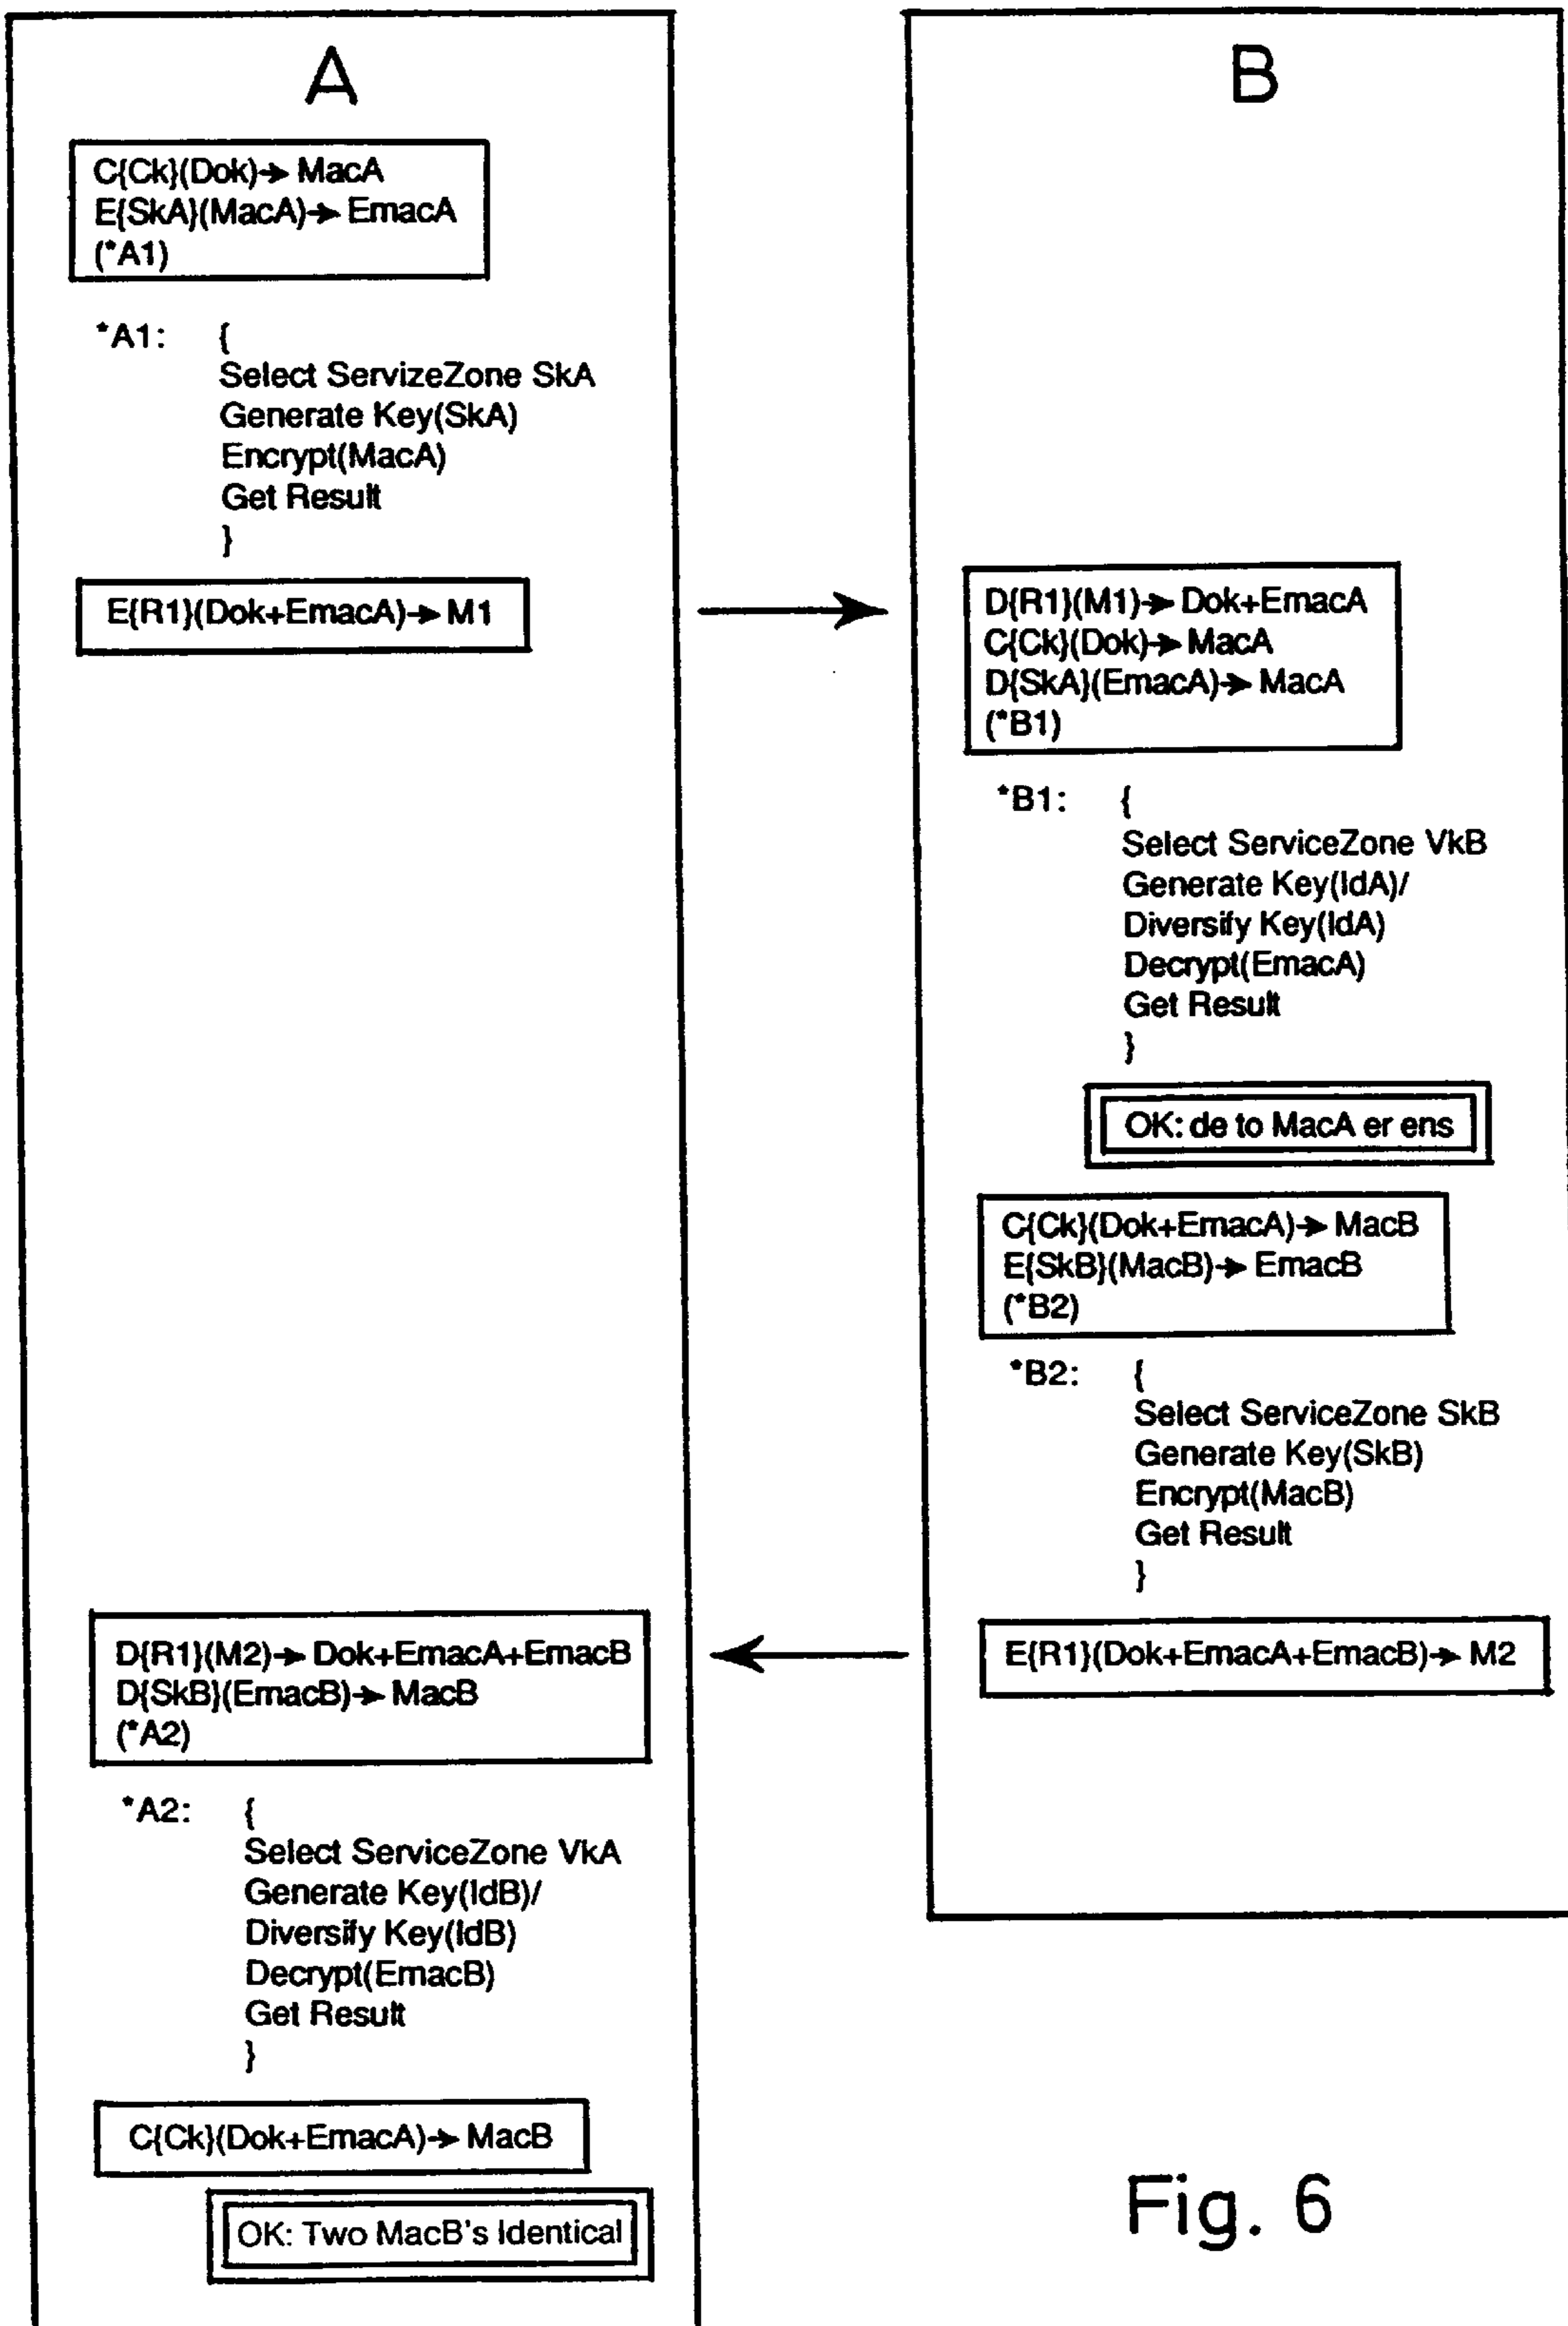 A
C{Ck}(Dok)→ MacA
E{SkA}(MacA)→ EmacA
(*A1)
*A1: {
Select ServizeZone SkA
Generate Key(SkA)
Encrypt(MacA)
Get Result
}
E{R1}(Dok+EmacA)→ M1
B
D{R1}(M1)→ Dok+EmacA
C{Ck}(Dok)→ MacA
D{SkA}(EmacA)→ MacA
(*B1)
*B1: {
Select ServiceZone VkB
Generate Key(IdA)/
Diversify Key(IdA)
Decrypt(EmacA)
Get Result
}
OK: de to MacA er ens
C{Ck}(Dok+EmacA)→ MacB
E{SkB}(MacB)→ EmacB
(*B2)
*B2: {
Select ServiceZone SkB
Generate Key(SkB)
Encrypt(MacB)
Get Result
}
E{R1}(Dok+EmacA+EmacB)→ M2
D{R1}(M2)→ Dok+EmacA+EmacB
D{SkB}(EmacB)→ MacB
(*A2)
*A2: {
Select ServiceZone VkA
Generate Key(IdB)/
Diversify Key(IdB)
Decrypt(EmacB)
Get Result
}
C{Ck}(Dok+EmacA)→ MacB
OK: Two MacB's Identical
Fig. 6